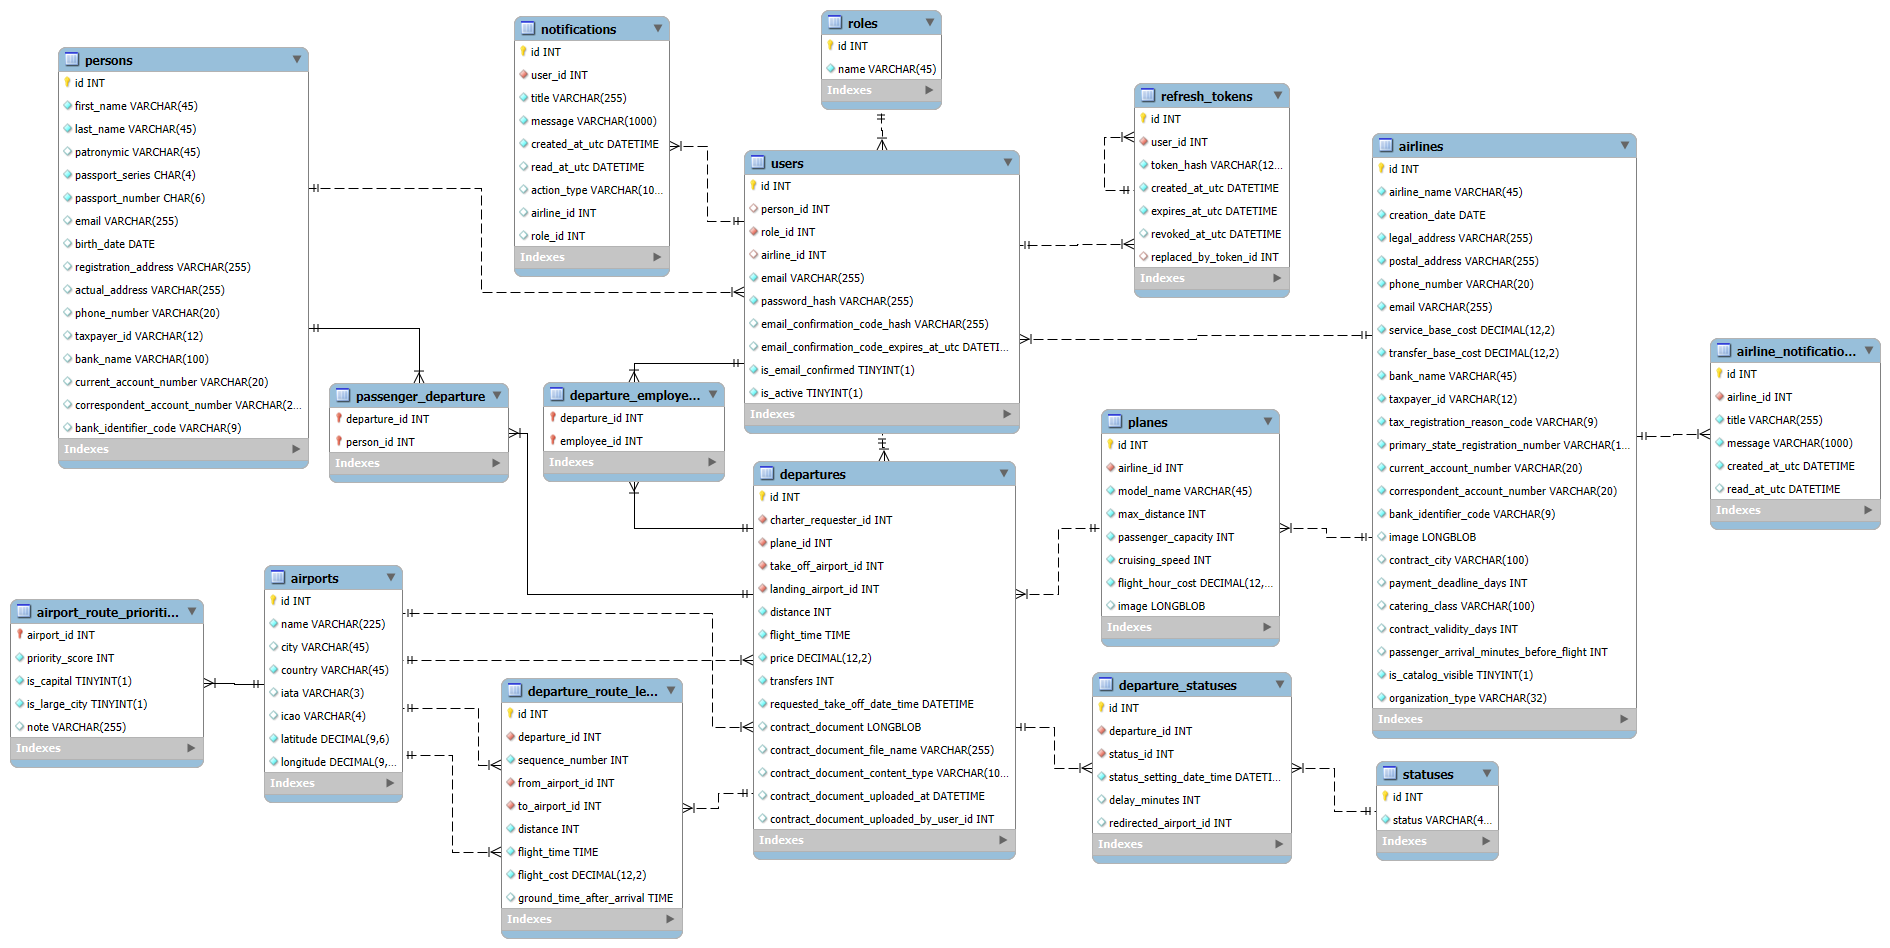 persons
id INT
first_name VARCHAR(45)
last_name VARCHAR(45)
patronymic VARCHAR(45)
passport_series CHAR(4)
passport_number CHAR(6)
email VARCHAR(255)
birth_date DATE
registration_address VARCHAR(255)
actual_address VARCHAR(255)
phone_number VARCHAR(20)
taxpayer_id VARCHAR(12)
bank_name VARCHAR(100)
current_account_number VARCHAR(20)
correspondent_account_number VARCHAR(2...
bank_identifier_code VARCHAR(9)
Indexes
notifications
id INT
user_id INT
title VARCHAR(255)
message VARCHAR(1000)
created_at_utc DATETIME
read_at_utc DATETIME
action_type VARCHAR(10...
airline_id INT
role_id INT
Indexes
roles
id INT
name VARCHAR(45)
Indexes
users
id INT
person_id INT
role_id INT
airline_id INT
email VARCHAR(255)
password_hash VARCHAR(255)
email_confirmation_code_hash VARCHAR(255)
email_confirmation_code_expires_at_utc DATETI...
is_email_confirmed TINYINT(1)
is_active TINYINT(1)
Indexes
refresh_tokens
id INT
user_id INT
token_hash VARCHAR(12...
created_at_utc DATETIME
expires_at_utc DATETIME
revoked_at_utc DATETIME
replaced_by_token_id INT
Indexes
airlines
id INT
airline_name VARCHAR(45)
creation_date DATE
legal_address VARCHAR(255)
postal_address VARCHAR(255)
phone_number VARCHAR(20)
email VARCHAR(255)
service_base_cost DECIMAL(12,2)
transfer_base_cost DECIMAL(12,2)
bank_name VARCHAR(45)
taxpayer_id VARCHAR(12)
tax_registration_reason_code VARCHAR(9)
primary_state_registration_number VARCHAR(1...
current_account_number VARCHAR(20)
correspondent_account_number VARCHAR(20)
bank_identifier_code VARCHAR(9)
image LONGBLOB
contract_city VARCHAR(100)
payment_deadline_days INT
catering_class VARCHAR(100)
contract_validity_days INT
passenger_arrival_minutes_before_flight INT
is_catalog_visible TINYINT(1)
organization_type VARCHAR(32)
Indexes
airline_notificatio...
id INT
airline_id INT
title VARCHAR(255)
message VARCHAR(1000)
created_at_utc DATETIME
read_at_utc DATETIME
Indexes
passenger_departure
departure_id INT
person_id INT
Indexes
departure_employe...
departure_id INT
employee_id INT
Indexes
departures
id INT
charter_requester_id INT
plane_id INT
take_off_airport_id INT
landing_airport_id INT
distance INT
flight_time TIME
price DECIMAL(12,2)
transfers INT
requested_take_off_date_time DATETIME
contract_document LONGBLOB
contract_document_file_name VARCHAR(255)
contract_document_content_type VARCHAR(10...
contract_document_uploaded_at DATETIME
contract_document_uploaded_by_user_id INT
Indexes
planes
id INT
airline_id INT
model_name VARCHAR(45)
max_distance INT
passenger_capacity INT
cruising_speed INT
flight_hour_cost DECIMAL(12,...
image LONGBLOB
Indexes
airport_route_prioriti...
airport_id INT
priority_score INT
is_capital TINYINT(1)
is_large_city TINYINT(1)
note VARCHAR(255)
Indexes
airports
id INT
name VARCHAR(225)
city VARCHAR(45)
country VARCHAR(45)
iata VARCHAR(3)
icao VARCHAR(4)
latitude DECIMAL(9,6)
longitude DECIMAL(9,...
Indexes
departure_route_le...
id INT
departure_id INT
sequence_number INT
from_airport_id INT
to_airport_id INT
distance INT
flight_time TIME
flight_cost DECIMAL(12,2)
ground_time_after_arrival TIME
Indexes
departure_statuses
id INT
departure_id INT
status_id INT
status_setting_date_time DATETI...
delay_minutes INT
redirected_airport_id INT
Indexes
statuses
id INT
status VARCHAR(4...
Indexes